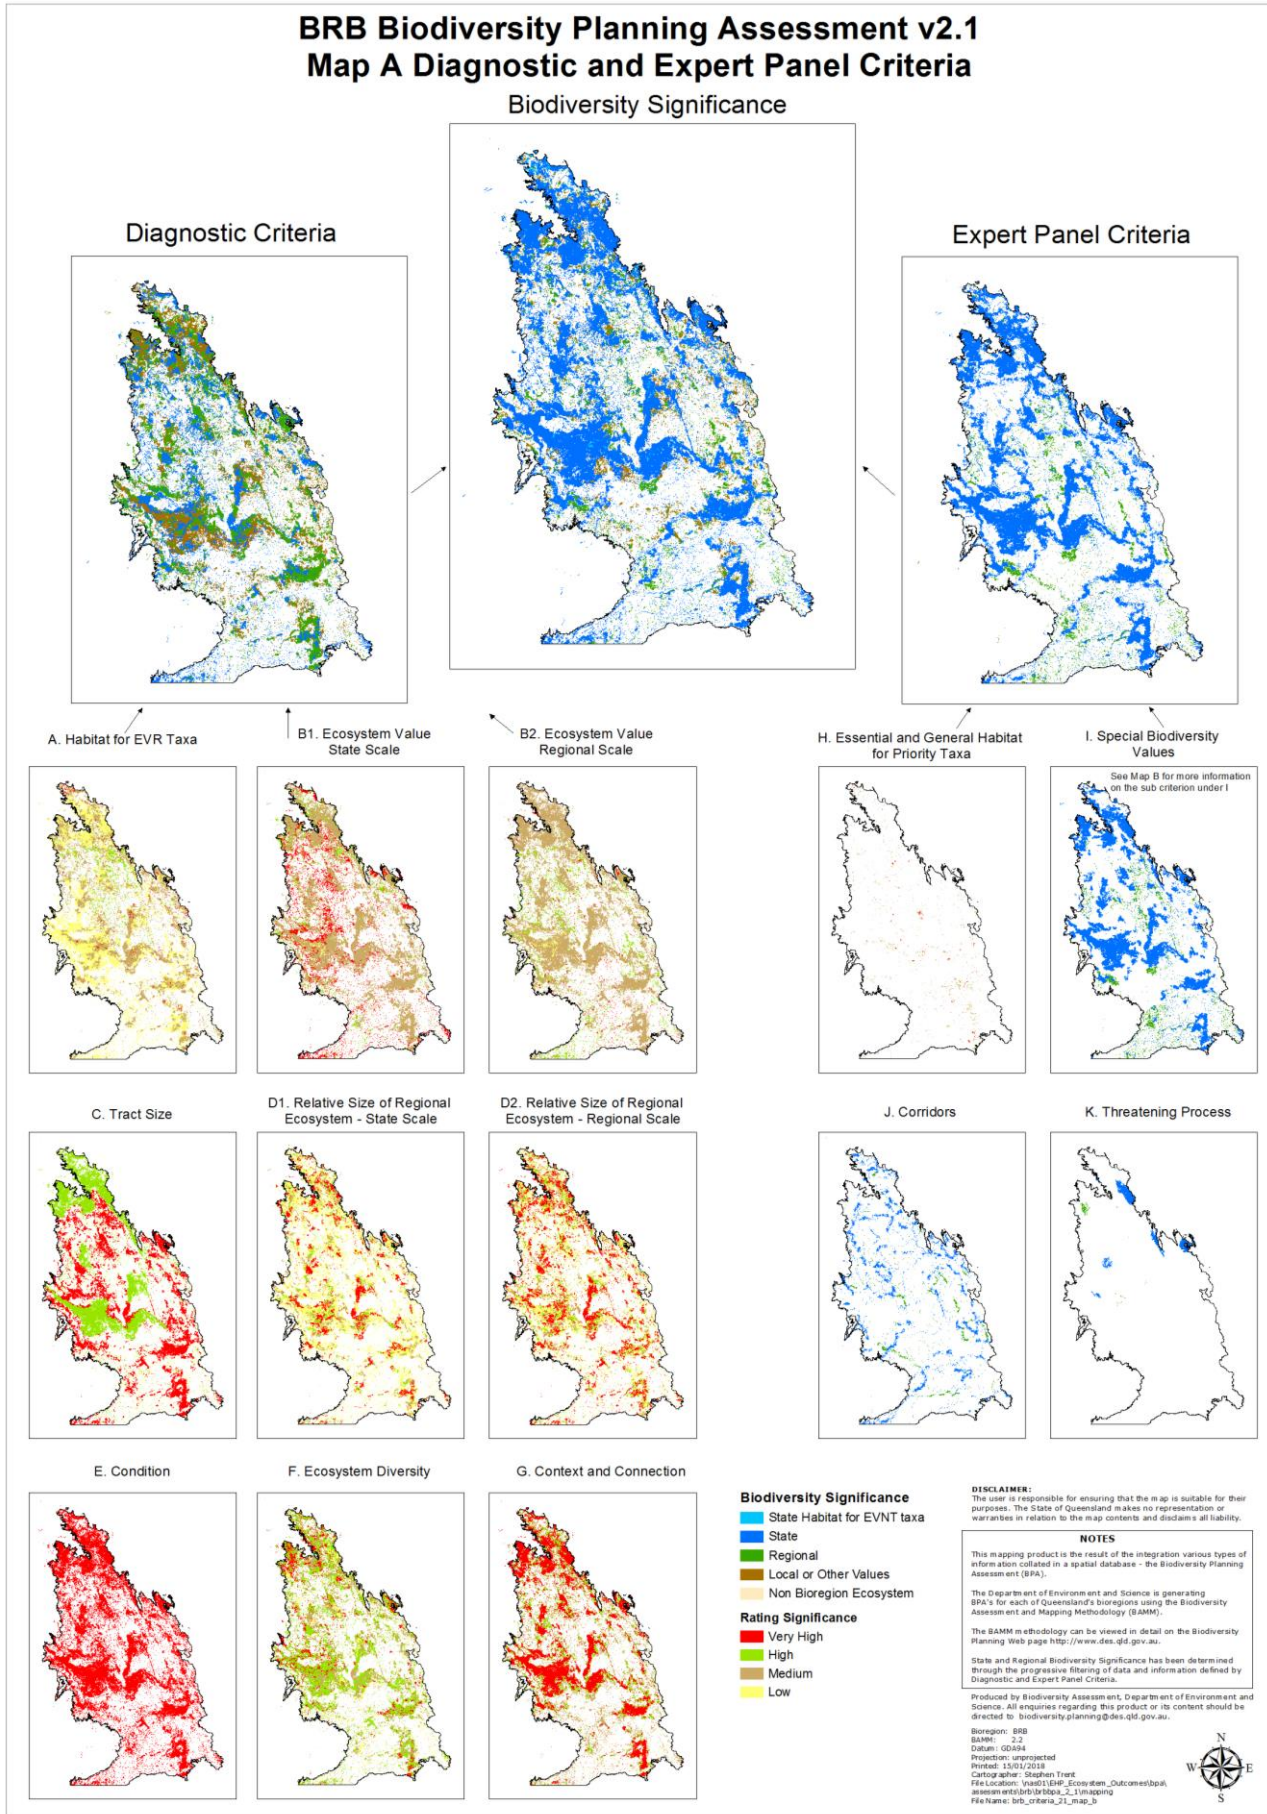 BRB Biodiversity Planning Assessment v2.1
Map A Diagnostic and Expert Panel Criteria
Biodiversity Significance
Diagnostic Criteria
Expert Panel Criteria
A. Habitat for EVR Taxa
B1. Ecosystem Value
State Scale
B2. Ecosystem Value
Regional Scale
H. Essential and General Habitat
for Priority Taxa
I. Special Biodiversity
Values
See Map B for more information
on the sub criterion under I
C. Tract Size
D1. Relative Size of Regional
Ecosystem - State Scale
D2. Relative Size of Regional
Ecosystem - Regional Scale
J. Corridors
K. Threatening Process
E. Condition
F. Ecosystem Diversity
G. Context and Connection
Biodiversity Significance
State Habitat for EVNT taxa
State
Regional
Local or Other Values
Non Bioregion Ecosystem
Rating Significance
Very High
High
Medium
Low
DISCLAIMER:
The user is responsible for ensuring that the map is suitable for their
purposes. The State of Queensland makes no representation or
warranties in relation to the map contents and disclaims all liability.
NOTES
This mapping product is the result of the integration various types of
information collated in a spatial database - the Biodiversity Planning
Assessment (BPA).
The Department of Environment and Science is generating
BPA's for each of Queensland's bioregions using the Biodiversity
Assessment and Mapping Methodology (BAMM).
The BAMM methodology can be viewed in detail on the Biodiversity
Planning Web page http://www.des.qld.gov.au.
State and Regional Biodiversity Significance has been determined
through the progressive filtering of data and information defined by
Diagnostic and Expert Panel Criteria.
Produced by Biodiversity Assessment, Department of Environment and
Science. All enquiries regarding this product or its content should be
directed to biodiversity.planning@des.qld.gov.au.
Bioregion: BRB
BAMM: 2.2
Datum: GDA94
Projection: unprojected
Printed: 15/01/2018
Cartographer: Stephen Trent
File Location: \nas01\EHP_Ecosystem_Outcomes\bpa\
assessments\brb\brbbpa_2_1\mapping
File Name: brb_criteria_21_map_b
N
W
E
S